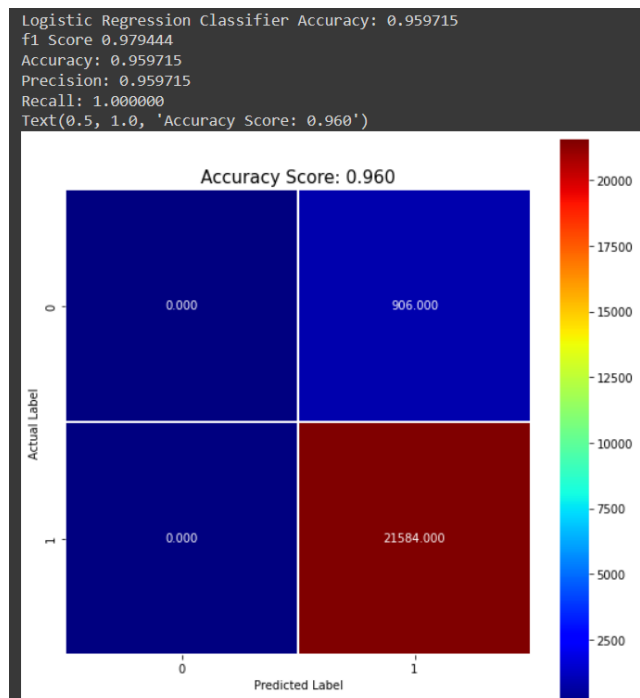 Logistic Regression Classifier Accuracy: 0.959715
f1 Score 0.979444
Accuracy: 0.959715
Precision: 0.959715
Recall: 1.000000
Text(0.5, 1.0, 'Accuracy Score: 0.960')
Accuracy Score: 0.960
0.000 906.000
0.000 21584.000
0
1
Actual Label
0 1
Predicted Label
20000
17500
15000
12500
10000
7500
5000
2500